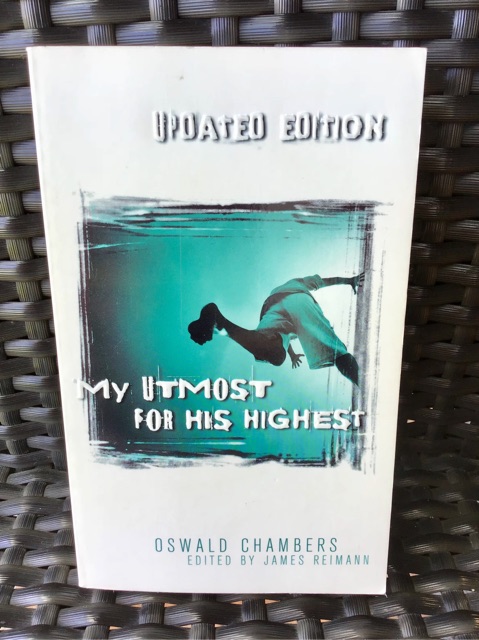 UPDATED EDITION
My UTMOST
FOR HIS HIGHEST
OSWALD CHAMBERS
EDITED BY JAMES REIMANN